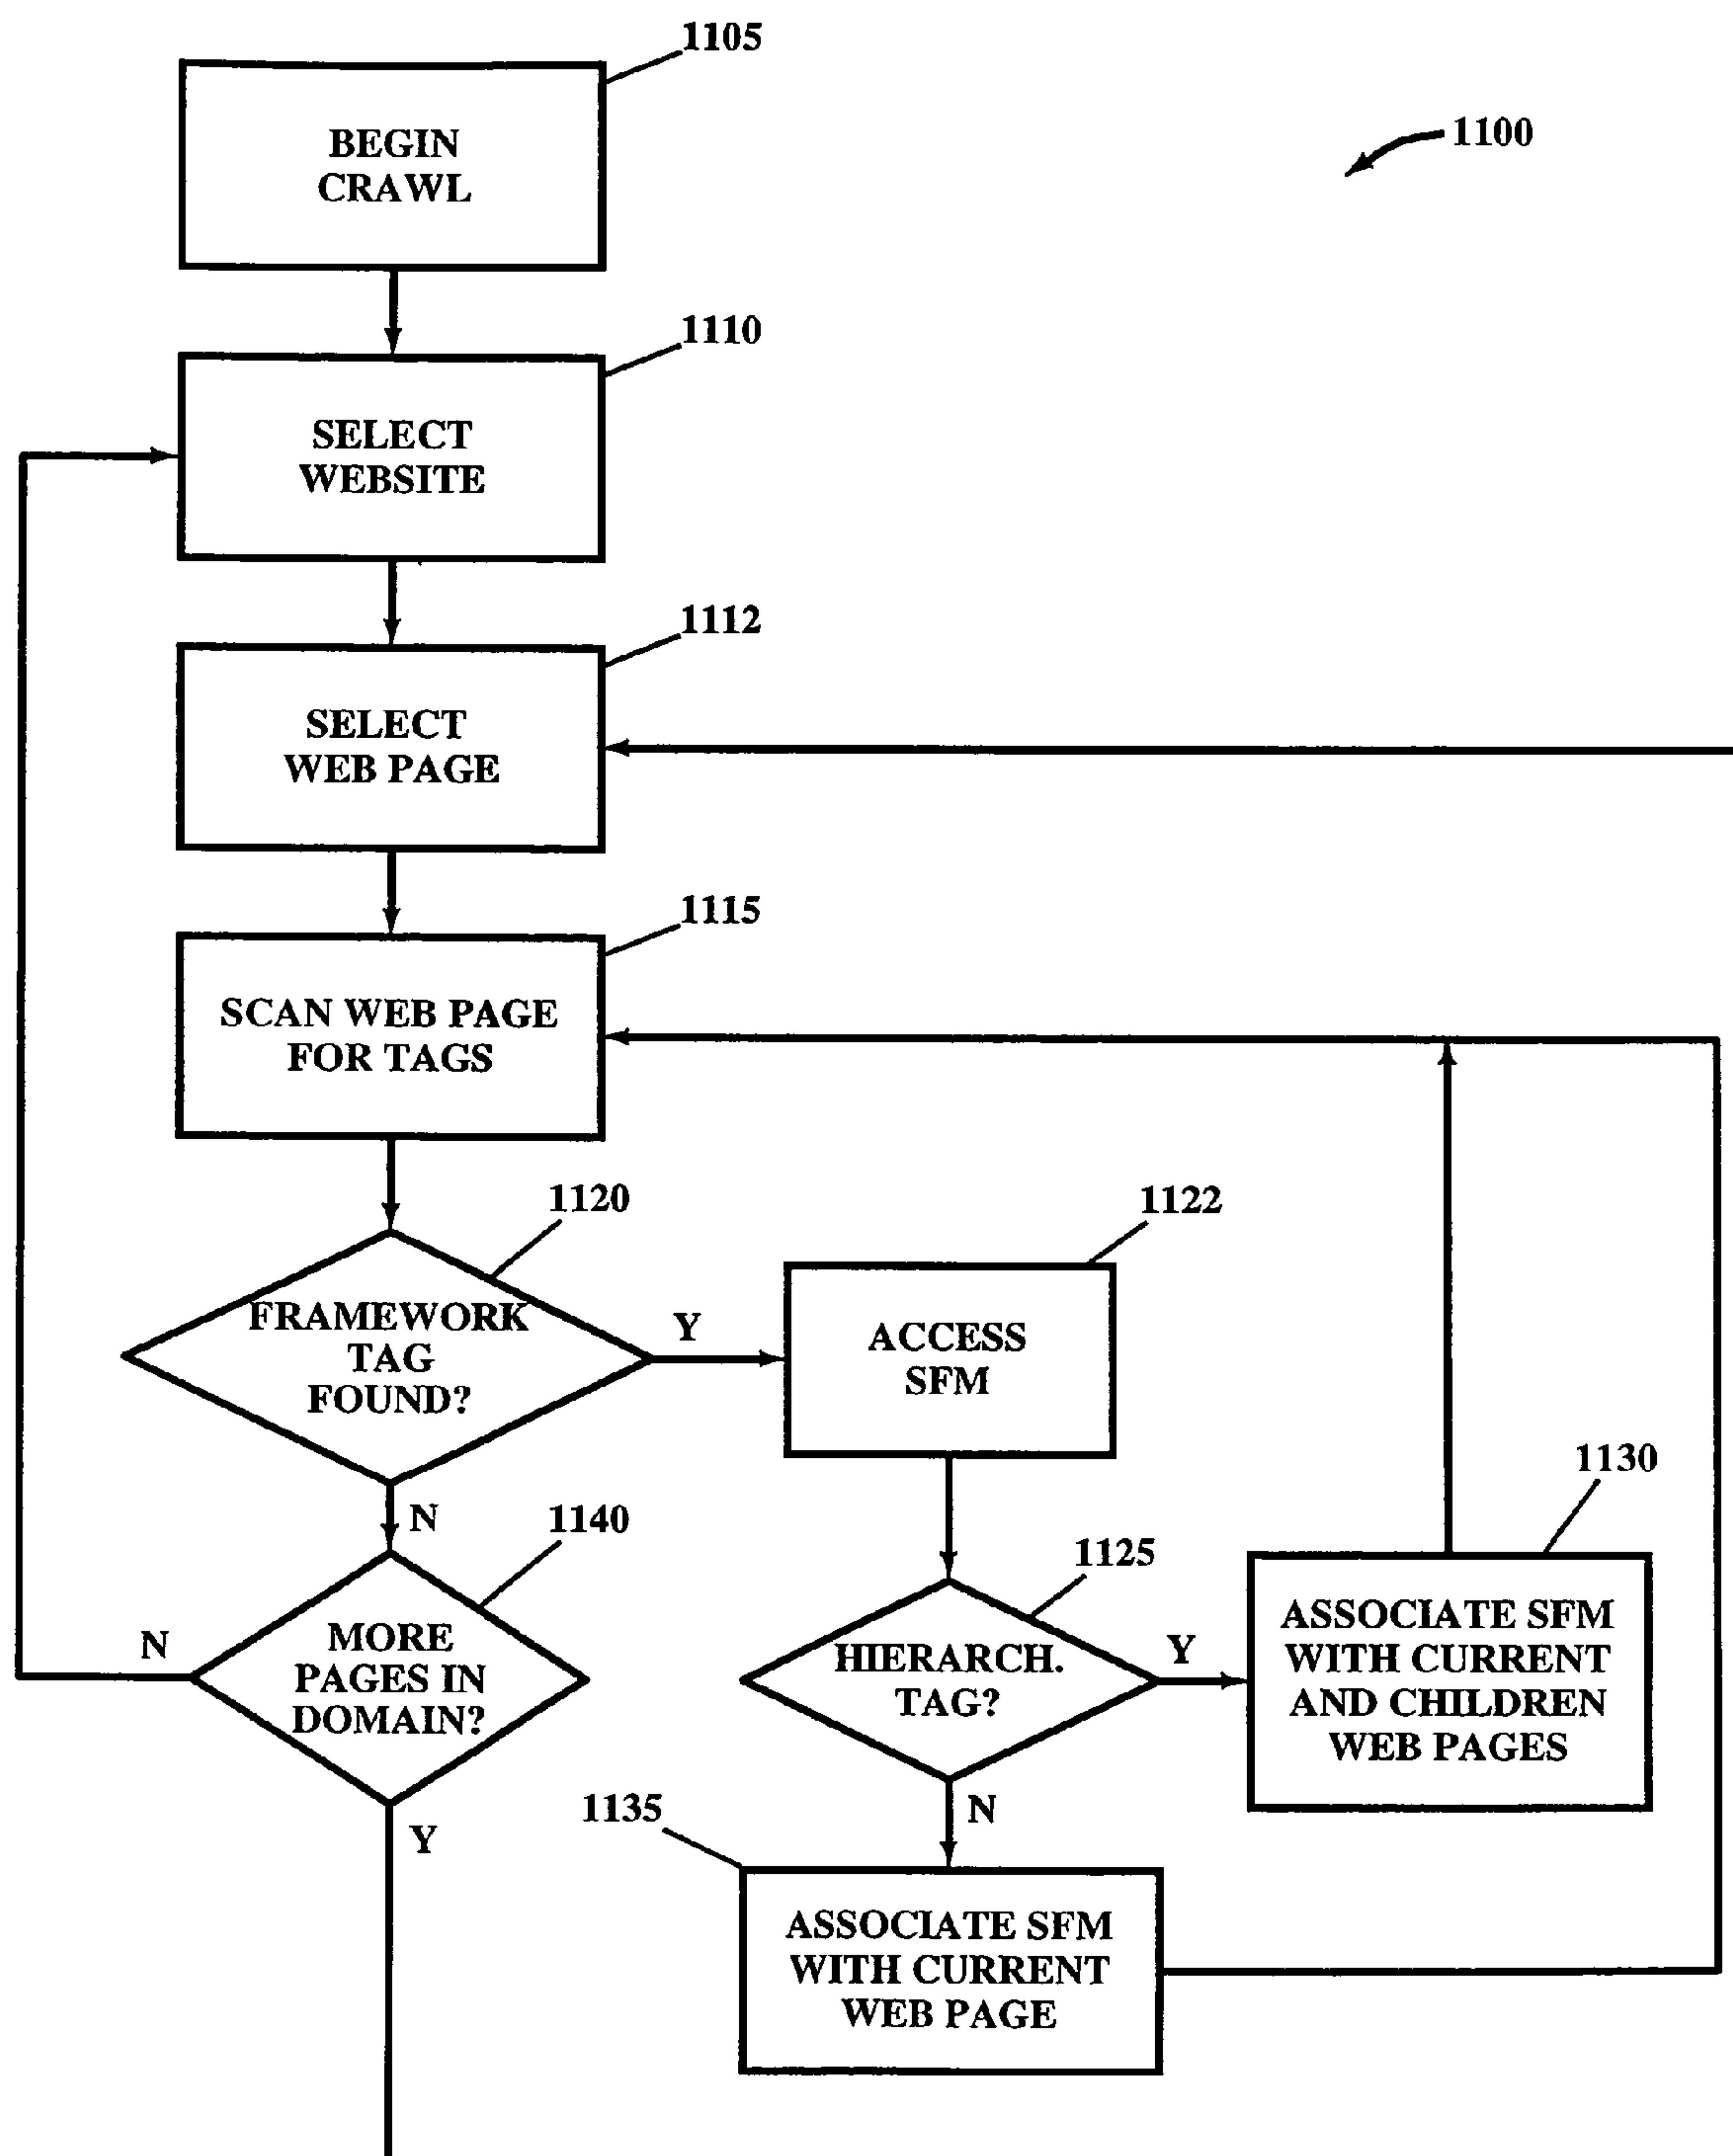 1105
BEGIN
CRAWL
1100
1110
SELECT
WEBSITE
1112
SELECT
WEB PAGE
1115
SCAN WEB PAGE
FOR TAGS
1120
FRAMEWORK
TAG
FOUND?
Y
N
1122
ACCESS
SFM
1125
HIERARCH.
TAG?
Y
N
1130
ASSOCIATE SFM
WITH CURRENT
AND CHILDREN
WEB PAGES
1135
ASSOCIATE SFM
WITH CURRENT
WEB PAGE
1140
MORE
PAGES IN
DOMAIN?
N
Y